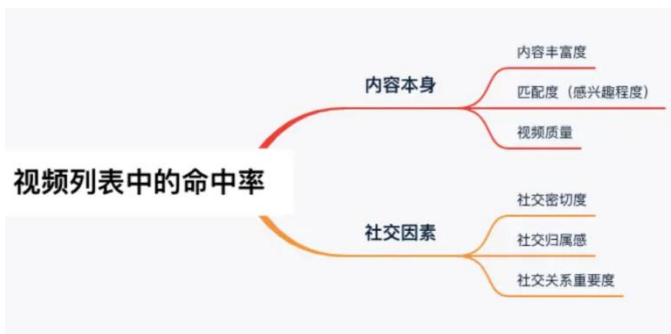 视频列表中的命中率
内容本身
内容丰富度
匹配度（感兴趣程度）
视频质量
社交因素
社交密切度
社交归属感
社交关系重要度